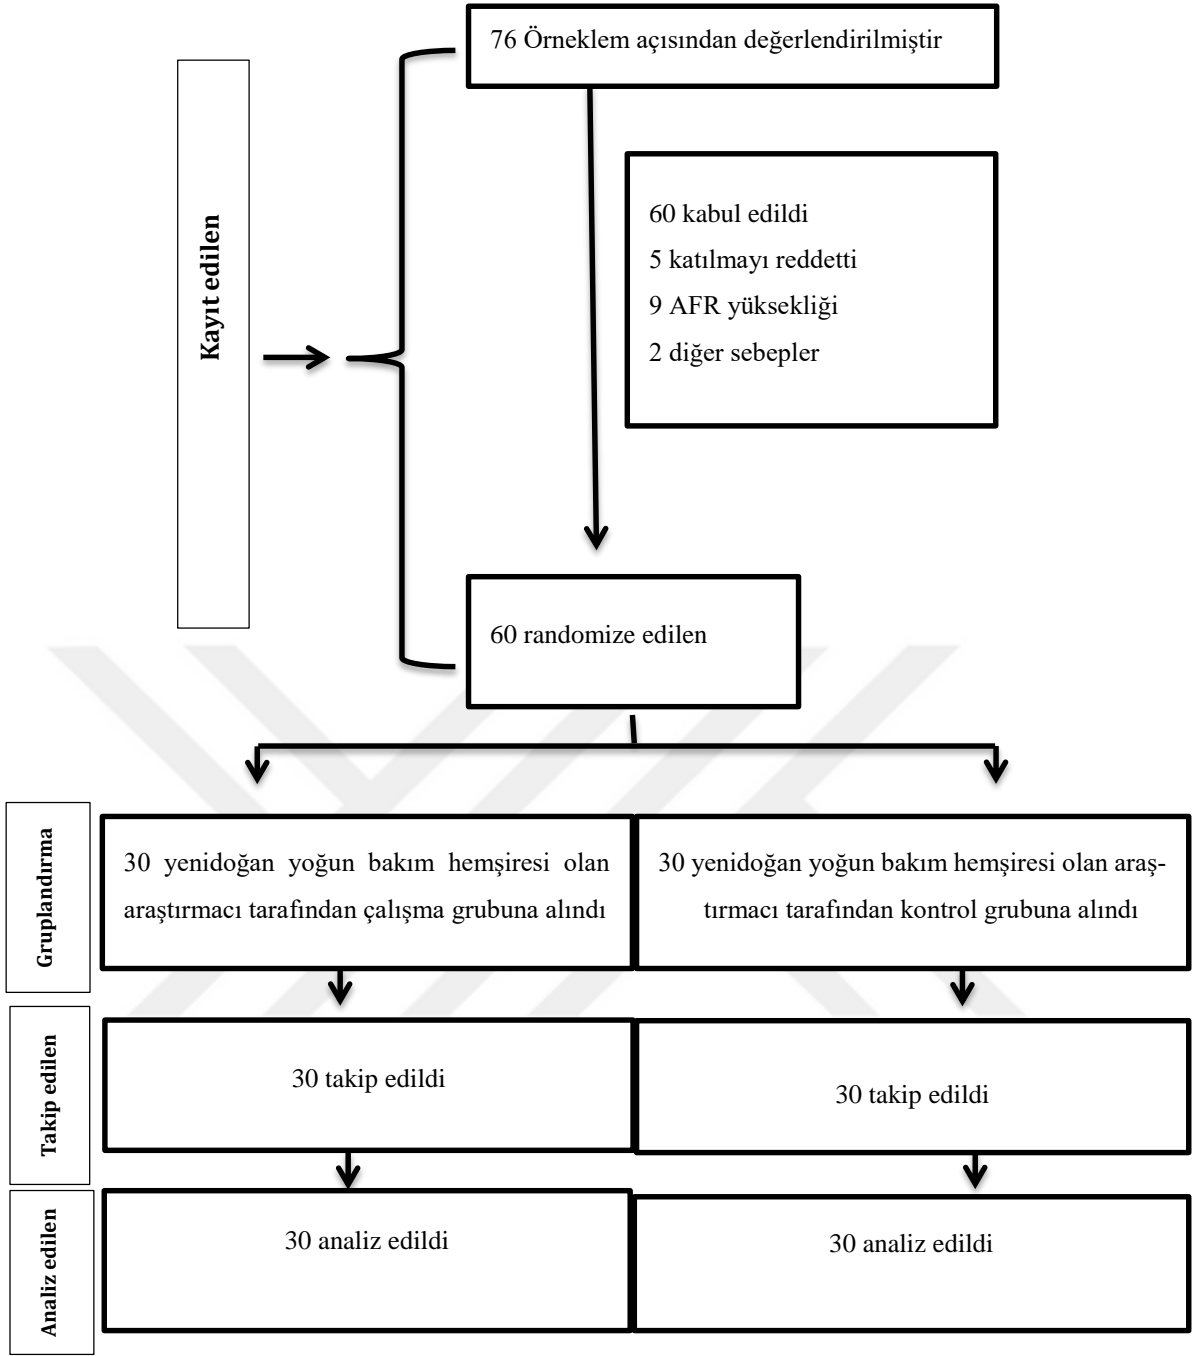 76 Örneklem açısından değerlendirilmiştir
Kayıt edilen
60 kabul edildi
5 katılmayı reddetti
9 AFR yüksekliği
2 diğer sebepler
60 randomize edilen
Gruplandırma
30 yenidoğan yoğun bakım hemşiresi olan
araştırmacı tarafından çalışma grubuna alındı
30 yenidoğan yoğun bakım hemşiresi olan araş-
tırmacı tarafından kontrol grubuna alındı
Takip edilen
30 takip edildi
30 takip edildi
Analiz edilen
30 analiz edildi
30 analiz edildi